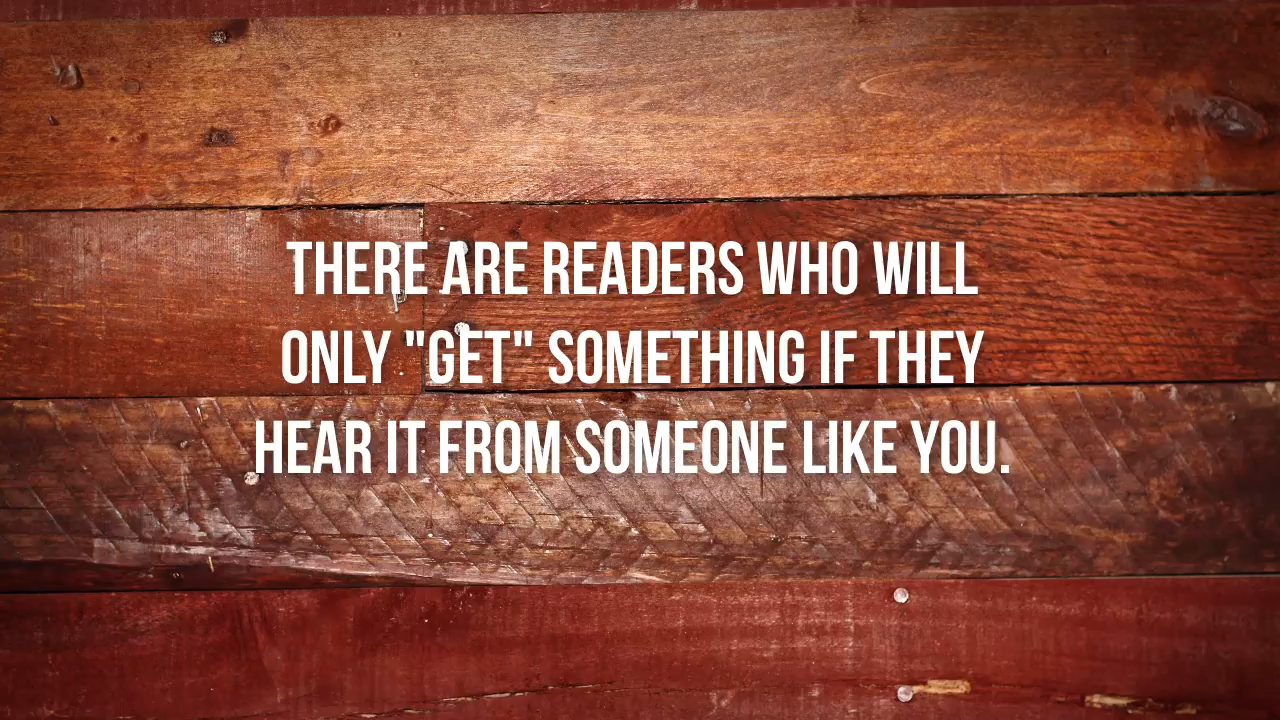 THERE ARE READERS WHO WILL
ONLY "GET" SOMETHING IF THEY
HEAR IT FROM SOMEONE LIKE YOU.